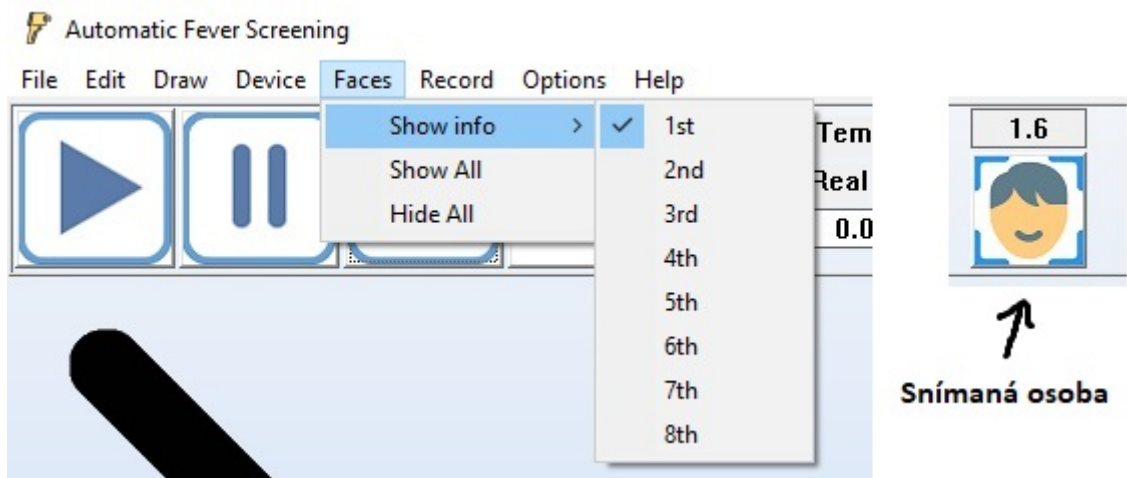 Automatic Fever Screening
File Edit Draw Device Faces Record Options Help
Show info
Show All
Hide All
1st
2nd
3rd
4th
5th
6th
7th
8th
Tem
Real
0.0
1.6
Snímaná osoba